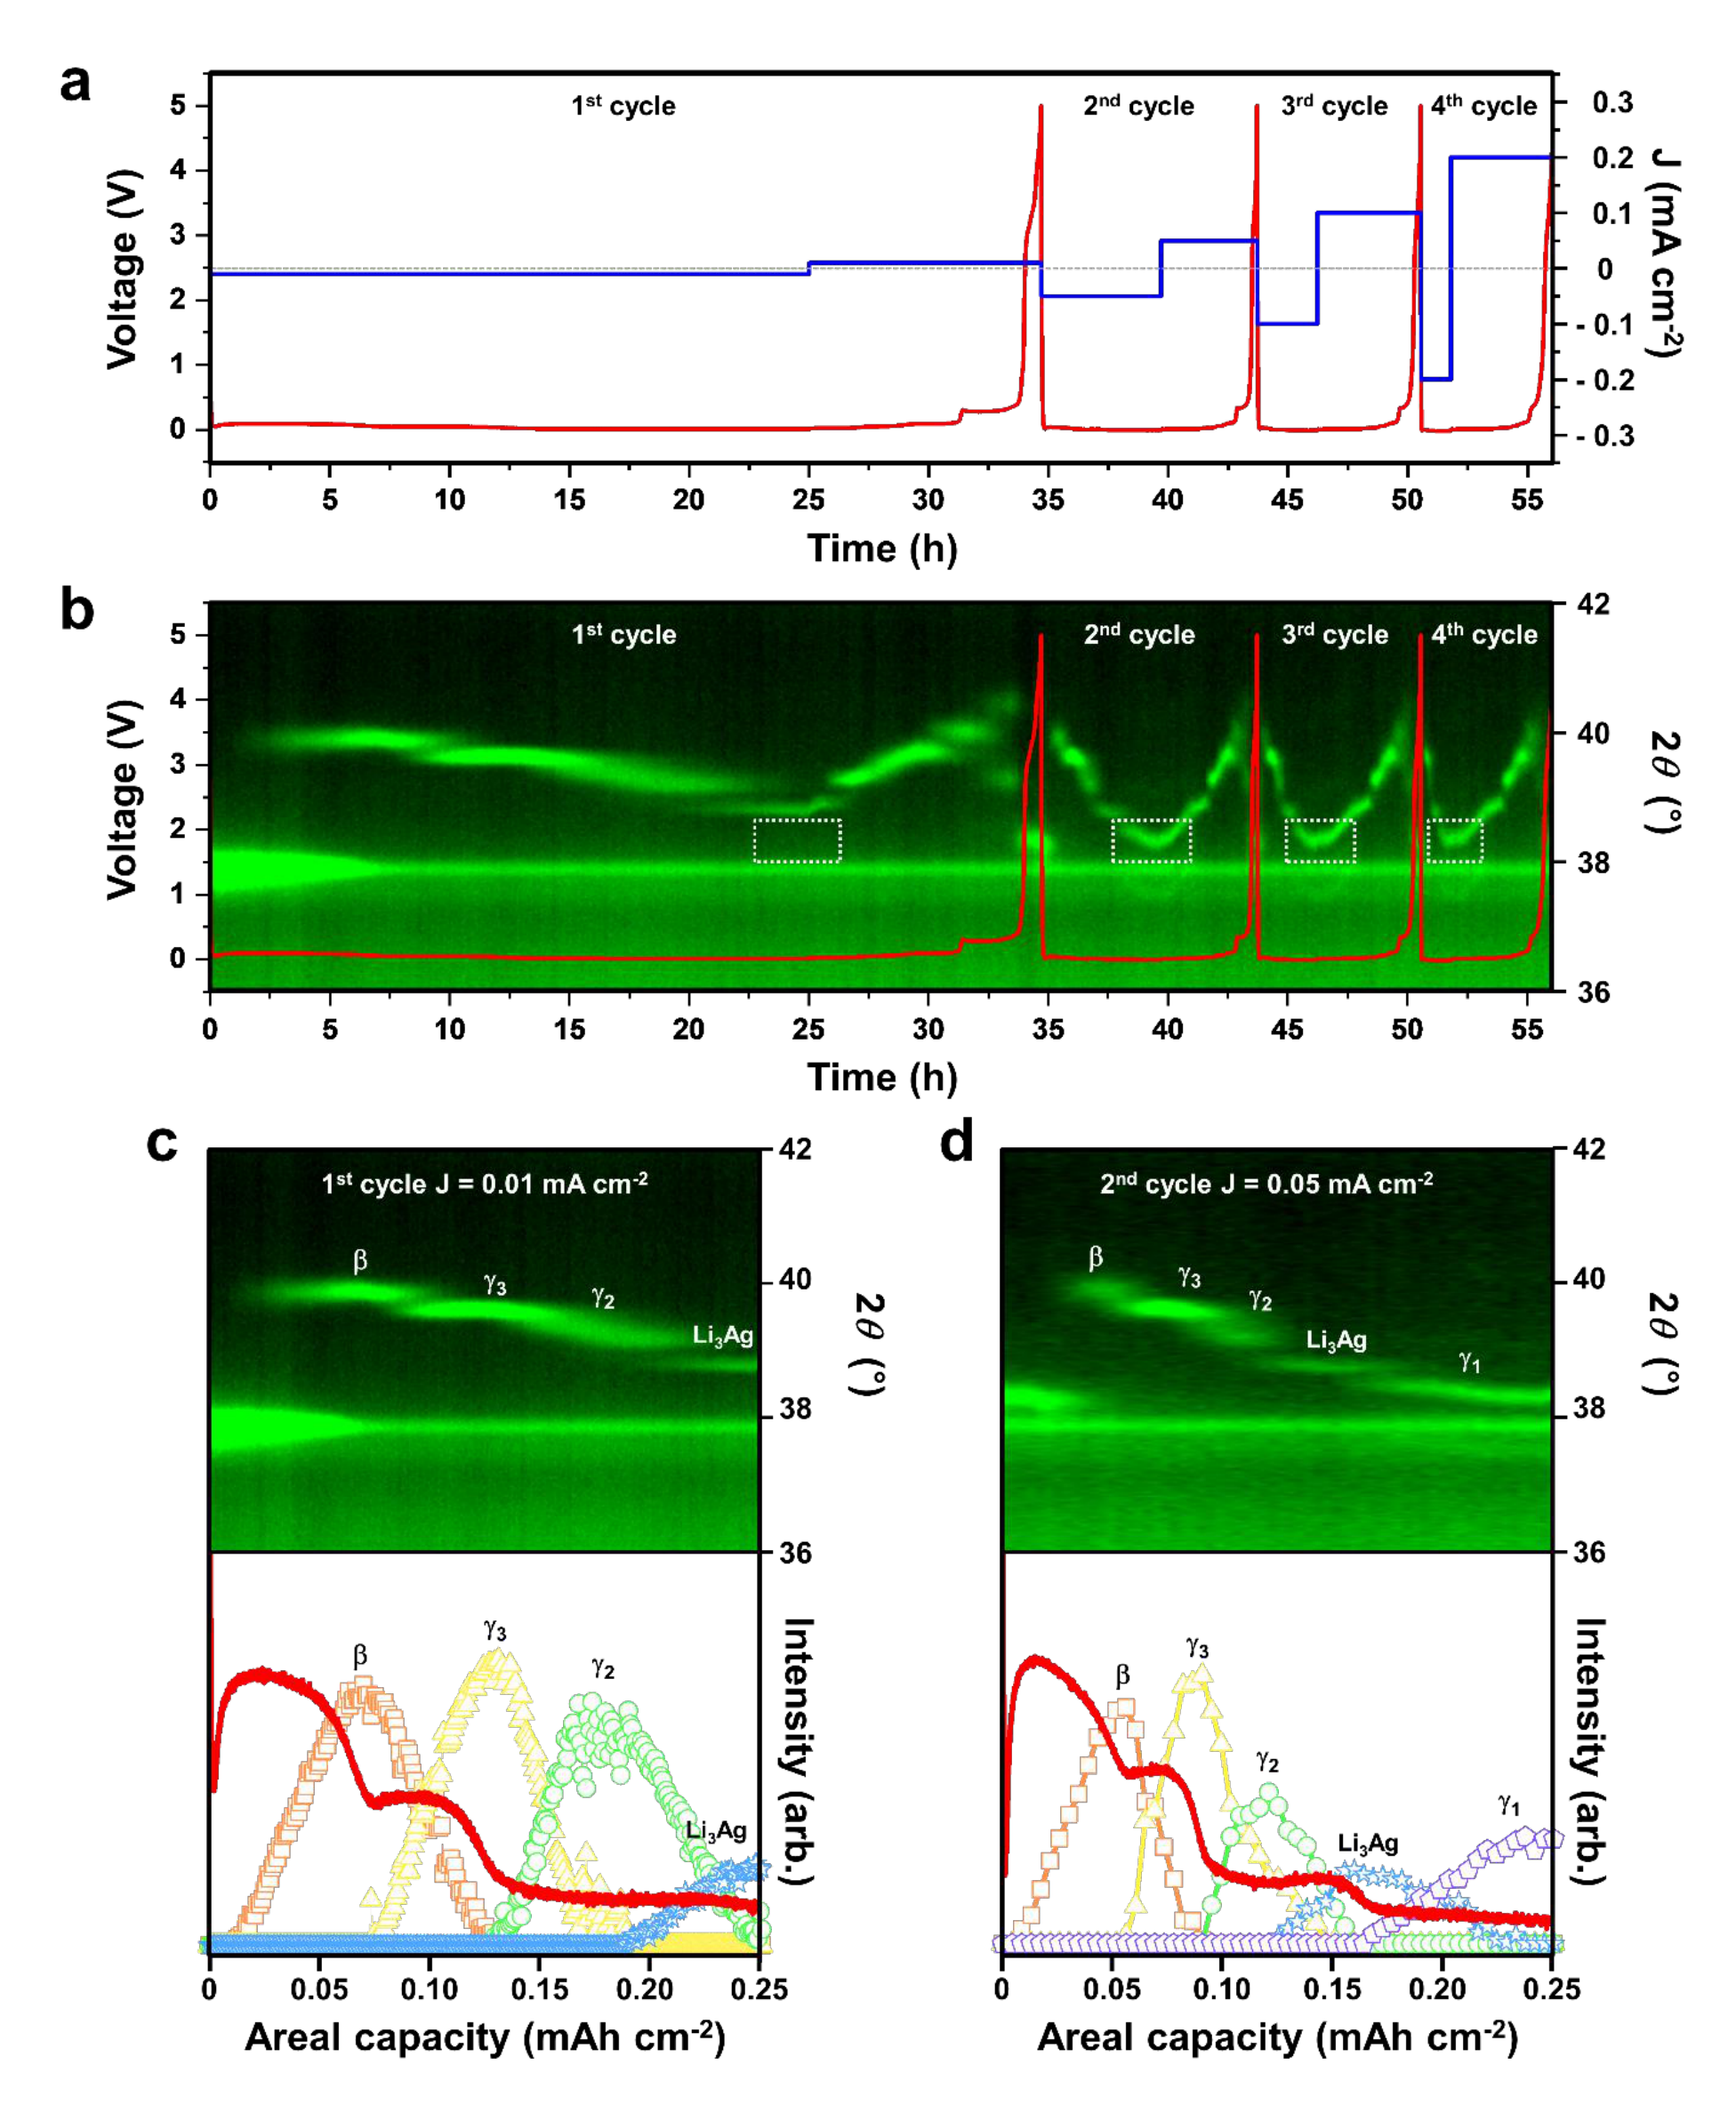 a
1st cycle
2nd cycle
3rd cycle
4th cycle
5
4
3
2
1
0
Voltage (V)
0.3
0.2
0.1
0
- 0.1
- 0.2
- 0.3
J (mA cm-2)
0 5 10 15 20 25 30 35 40 45 50 55
Time (h)
b
1st cycle
2nd cycle
3rd cycle
4th cycle
5
4
3
2
1
0
Voltage (V)
42
40
38
36
2θ (°)
0 5 10 15 20 25 30 35 40 45 50 55
Time (h)
c
1st cycle J = 0.01 mA cm-2
β
γ3
γ2
Li3Ag
42
40
38
36
2θ (°)
β
γ3
γ2
Li3Ag
Intensity (arb.)
0 0.05 0.10 0.15 0.20 0.25
Areal capacity (mAh cm-2)
d
2nd cycle J = 0.05 mA cm-2
β
γ3
γ2
Li3Ag
γ1
42
40
38
36
2θ (°)
β
γ3
γ2
Li3Ag
γ1
Intensity (arb.)
0 0.05 0.10 0.15 0.20 0.25
Areal capacity (mAh cm-2)